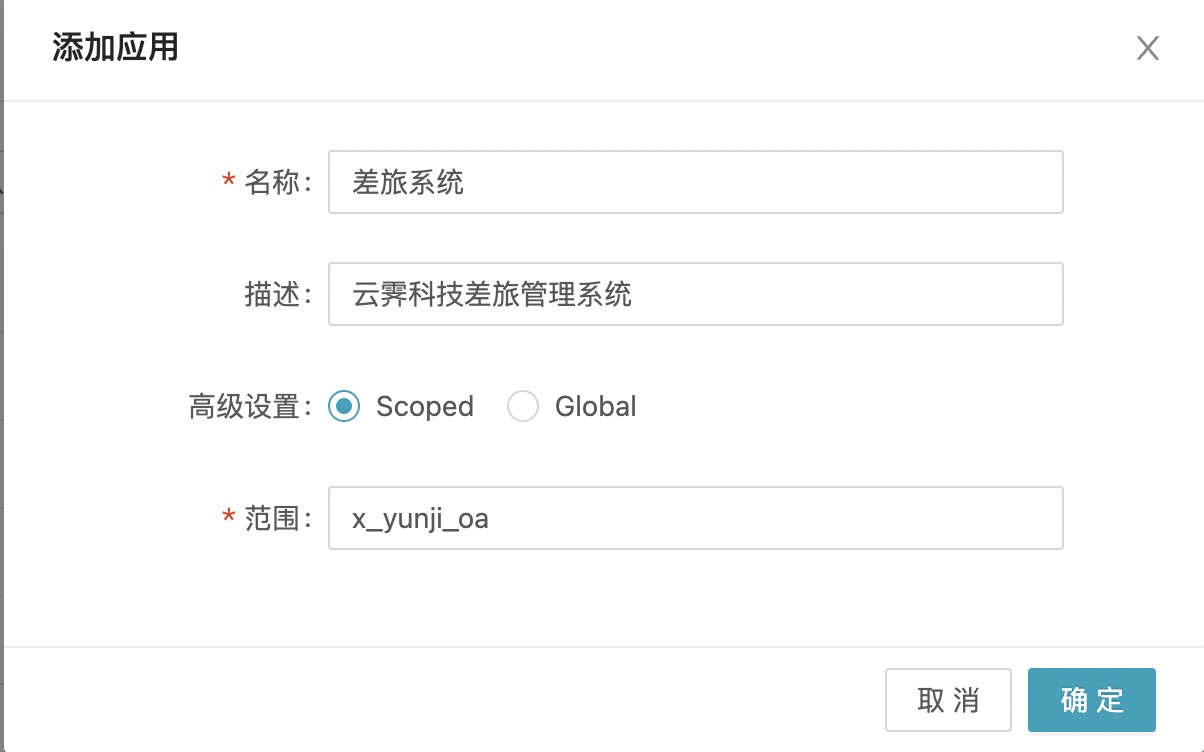 添加应用
* 名称: 差旅系统
描述: 云霁科技差旅管理系统
高级设置: Scoped Global
* 范围: x_yunji_oa
取 消 确 定